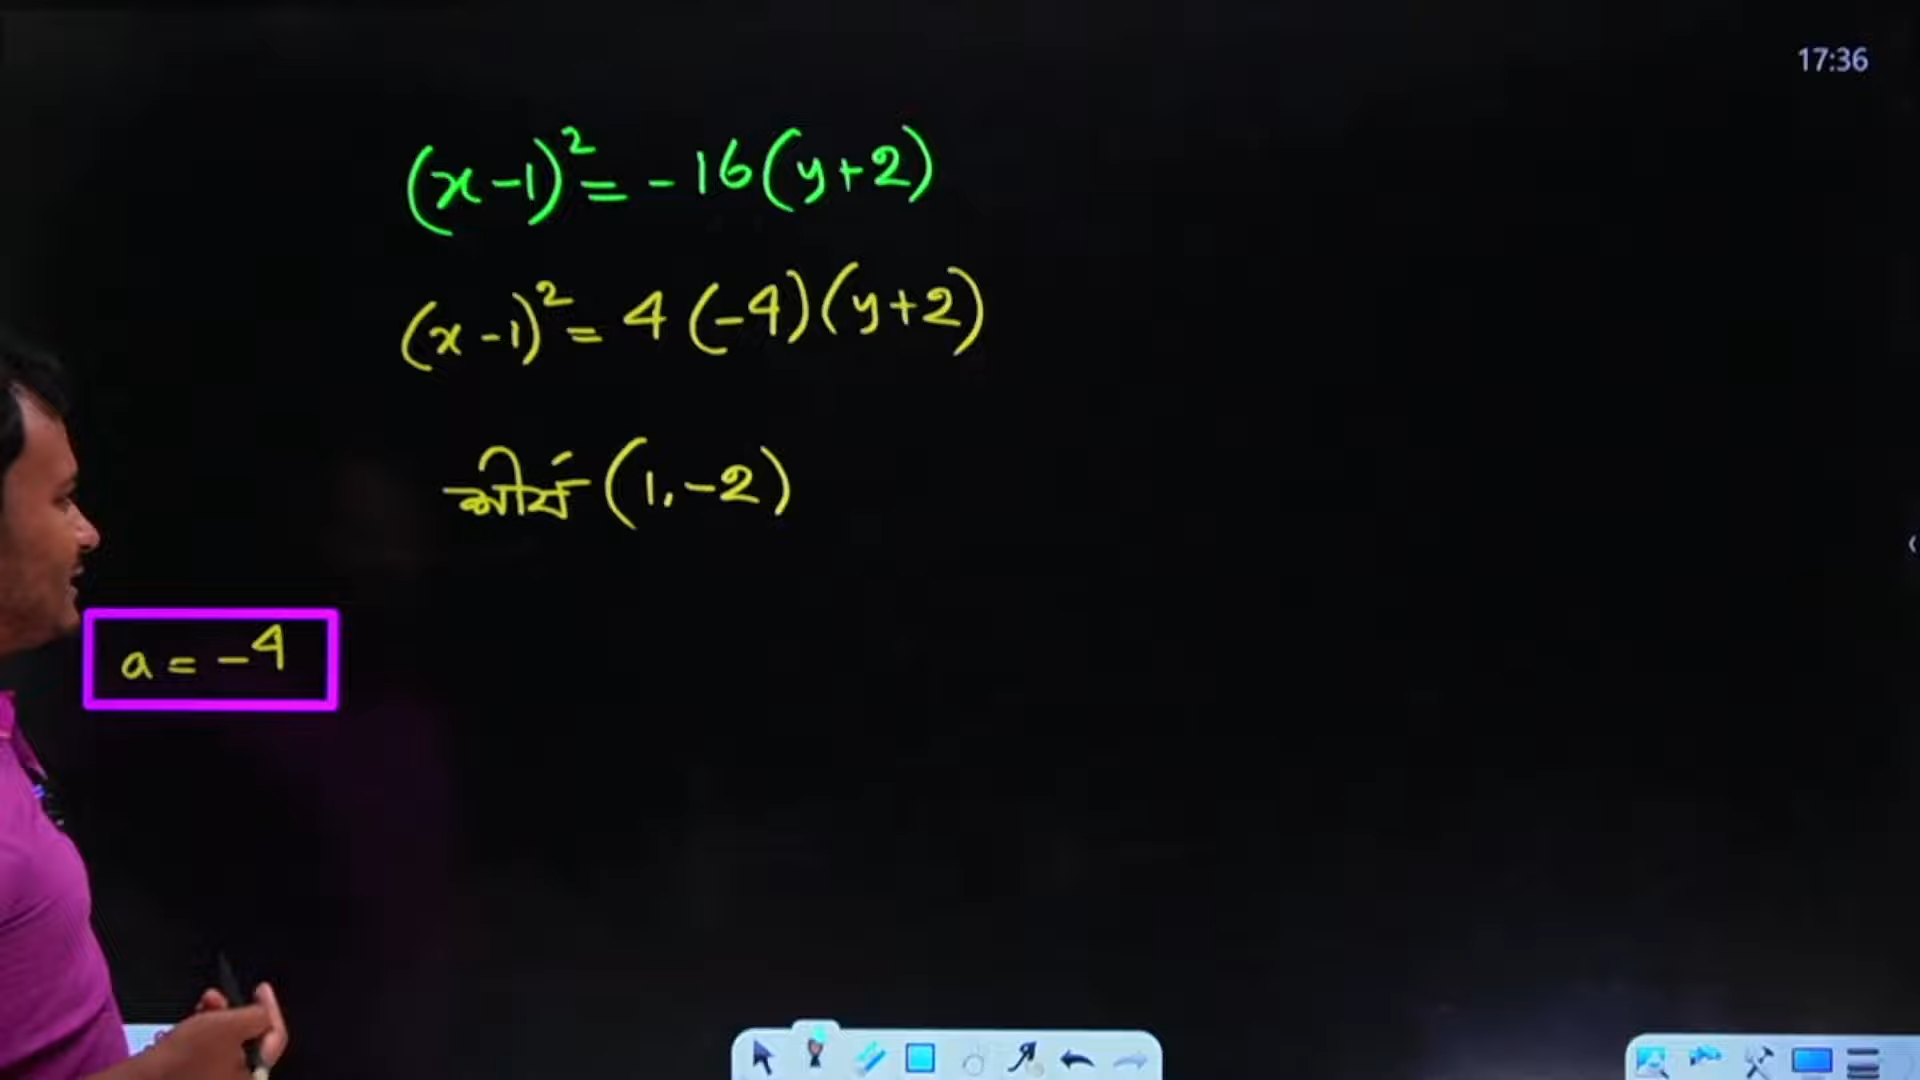 17:36
(x-1)² = -16(y+2)
(x-1)² = 4(-4)(y+2)
শীর্ষ (1,-2)
a = -4